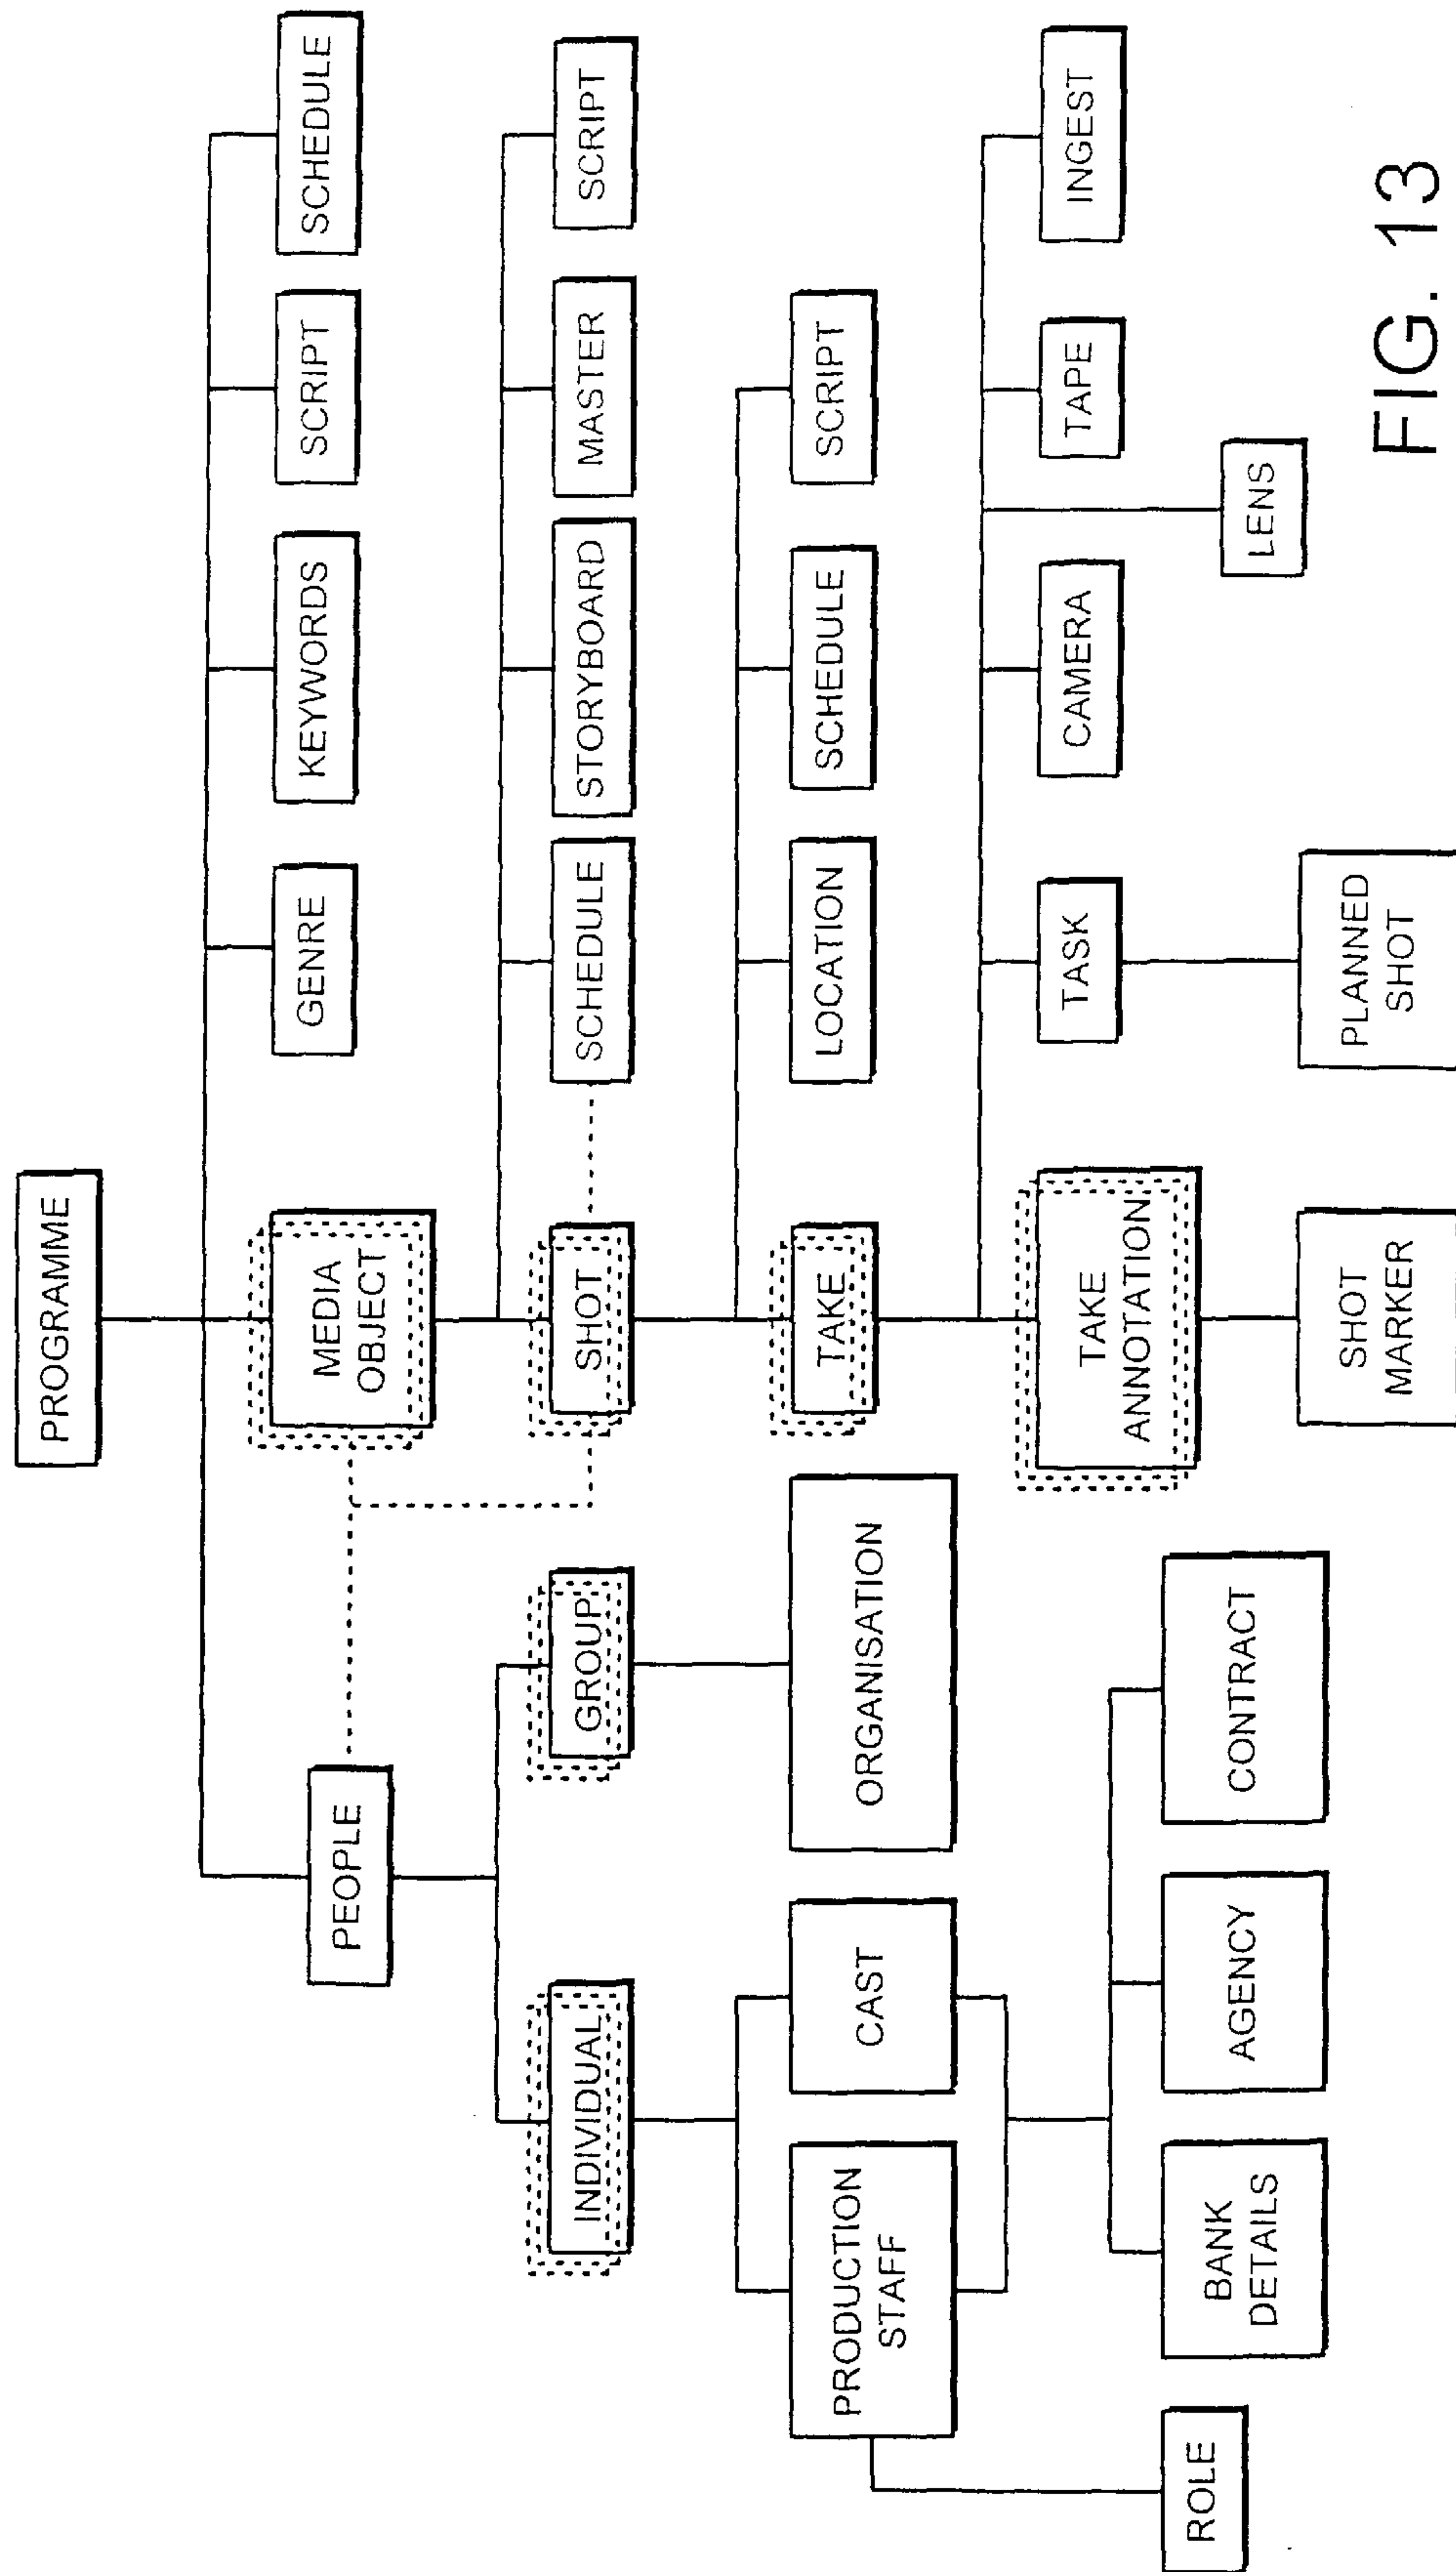 PROGRAMME
PEOPLE
MEDIA
OBJECT
GENRE
KEYWORDS
SCRIPT
SCHEDULE
INDIVIDUAL
GROUP
SHOT
SCHEDULE
STORYBOARD
MASTER
SCRIPT
PRODUCTION
STAFF
CAST
ORGANISATION
TAKE
LOCATION
SCHEDULE
SCRIPT
ROLE
BANK
DETAILS
AGENCY
CONTRACT
TAKE
ANNOTATION
TASK
CAMERA
TAPE
INGEST
LENS
SHOT
MARKER
PLANNED
SHOT
FIG. 13